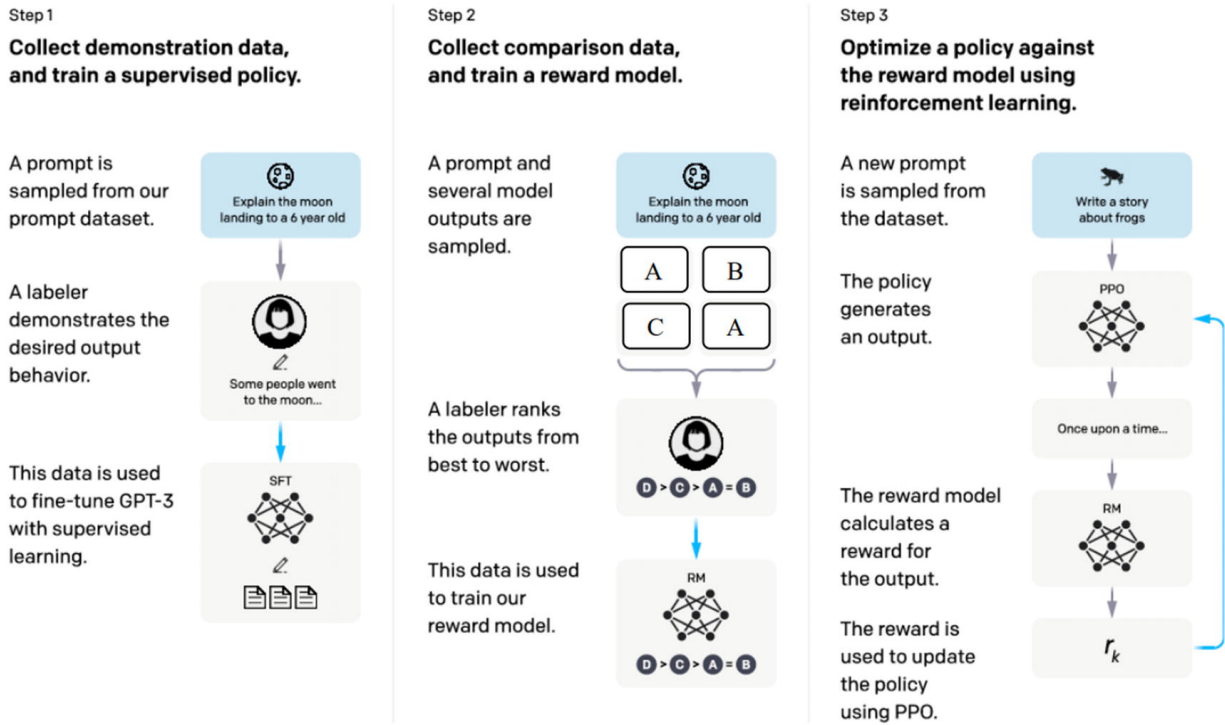 Step 1
Collect demonstration data,
and train a supervised policy.
A prompt is
sampled from our
prompt dataset.
Explain the moon
landing to a 6 year old
A labeler
demonstrates the
desired output
behavior.
Some people went
to the moon...
This data is used
to fine-tune GPT-3
with supervised
learning.
SFT
Step 2
Collect comparison data,
and train a reward model.
A prompt and
several model
outputs are
sampled.
Explain the moon
landing to a 6 year old
A B
C A
A labeler ranks
the outputs from
best to worst.
D > C > A = B
This data is used
to train our
reward model.
RM
D > C > A = B
Step 3
Optimize a policy against
the reward model using
reinforcement learning.
A new prompt
is sampled from
the dataset.
Write a story
about frogs
The policy
generates
an output.
PPO
Once upon a time...
The reward model
calculates a
reward for
the output.
RM
The reward is
used to update
the policy
using PPO.
r_k